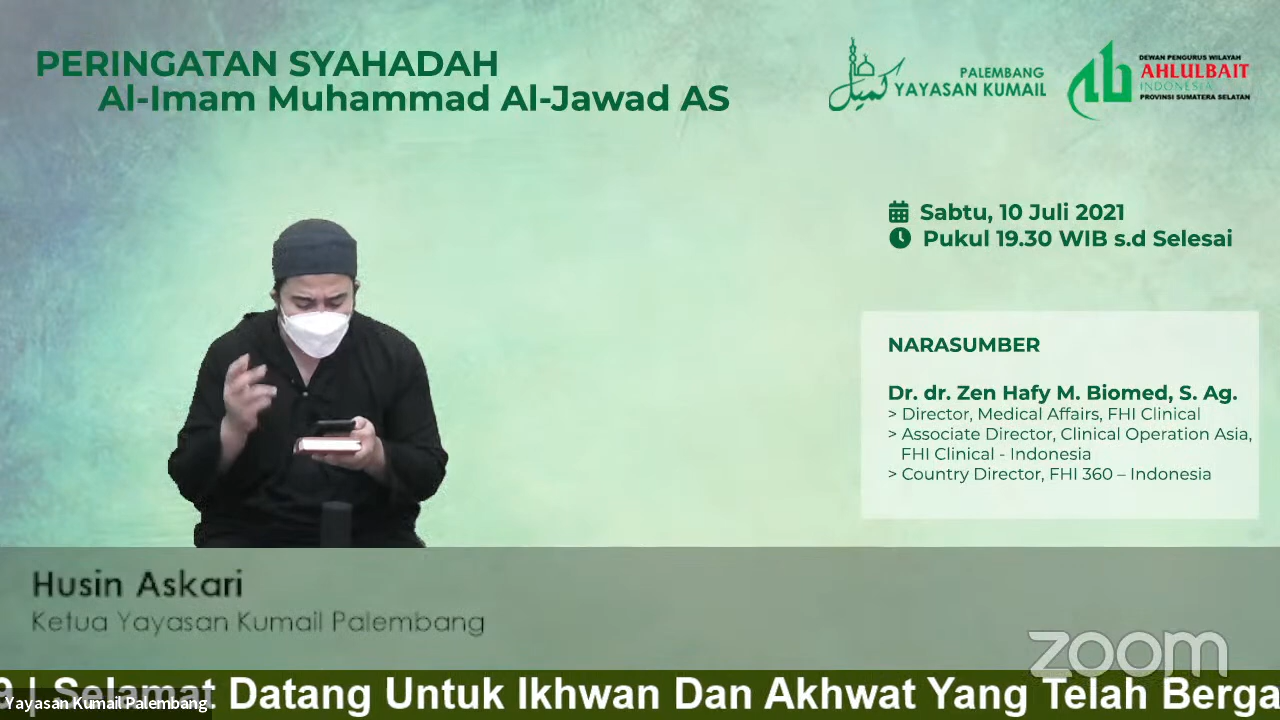 PERINGATAN SYAHADAH
Al-Imam Muhammad Al-Jawad AS
كميل
PALEMBANG
YAYASAN KUMAIL
DEWAN PENGURUS WILAYAH
AHLULBAIT
INDONESIA
PROVINSI SUMATERA SELATAN
Sabtu, 10 Juli 2021
Pukul 19.30 WIB s.d Selesai
NARASUMBER
Dr. dr. Zen Hafy M. Biomed, S. Ag.
> Director, Medical Affairs, FHI Clinical
> Associate Director, Clinical Operation Asia,
FHI Clinical - Indonesia
> Country Director, FHI 360 – Indonesia
Husin Askari
Ketua Yayasan Kumail Palembang
zoom
9 | Selamat Datang Untuk Ikhwan Dan Akhwat Yang Telah Berga
Yayasan Kumail Palembang